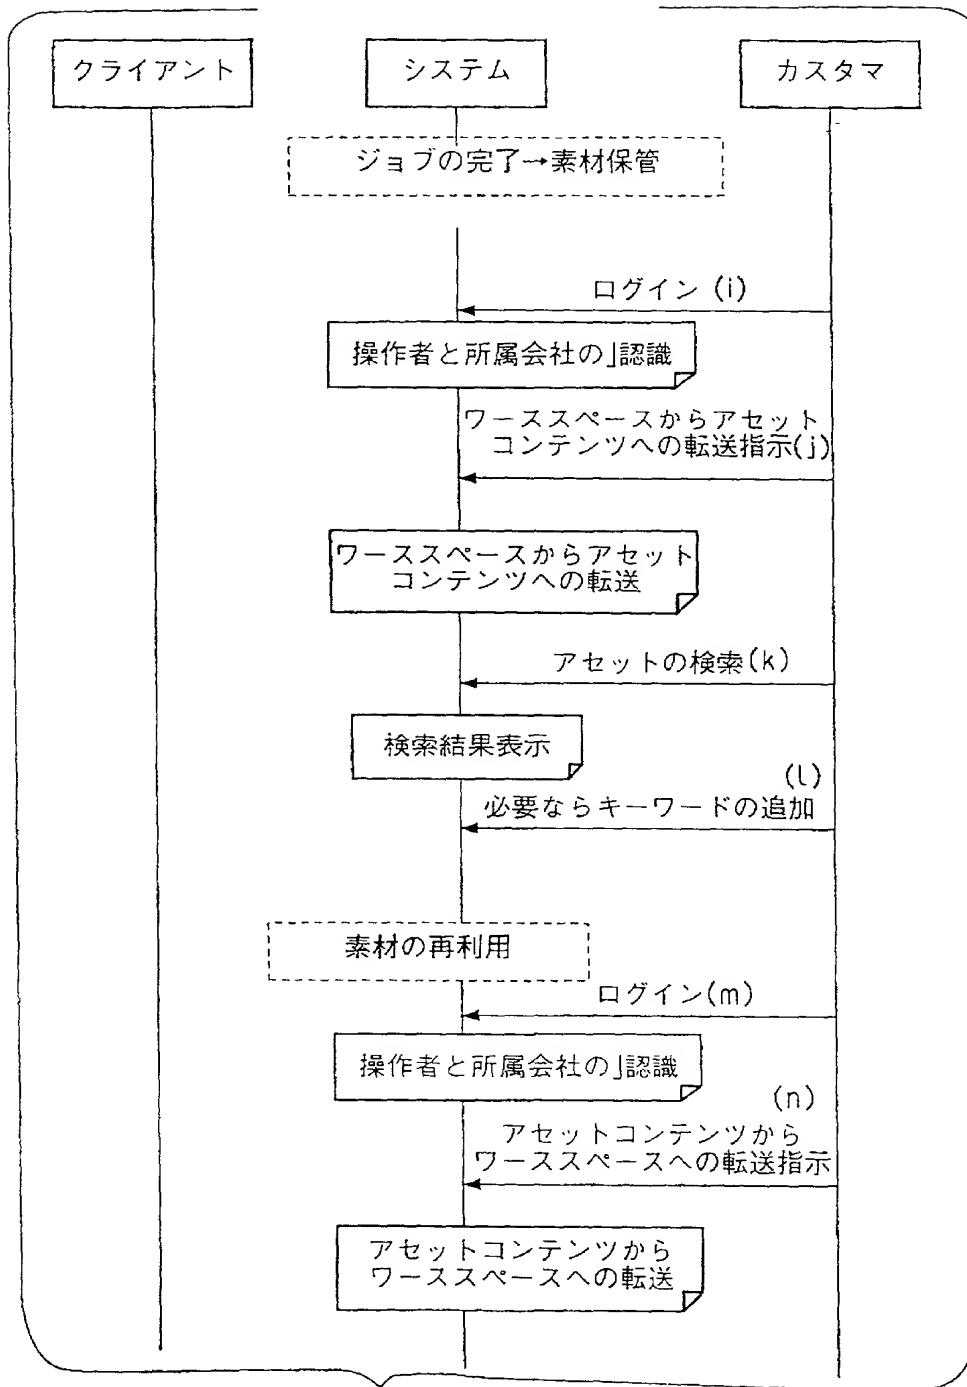 クライアント
システム
カスタマ
ジョブの完了→素材保管
ログイン (i)
操作者と所属会社の」認識
ワーススペースからアセット
コンテンツへの転送指示(j)
ワーススペースからアセット
コンテンツへの転送
アセットの検索(k)
検索結果表示
(l)
必要ならキーワードの追加
素材の再利用
ログイン(m)
操作者と所属会社の」認識
(n)
アセットコンテンツから
ワーススペースへの転送指示
アセットコンテンツから
ワーススペースへの転送